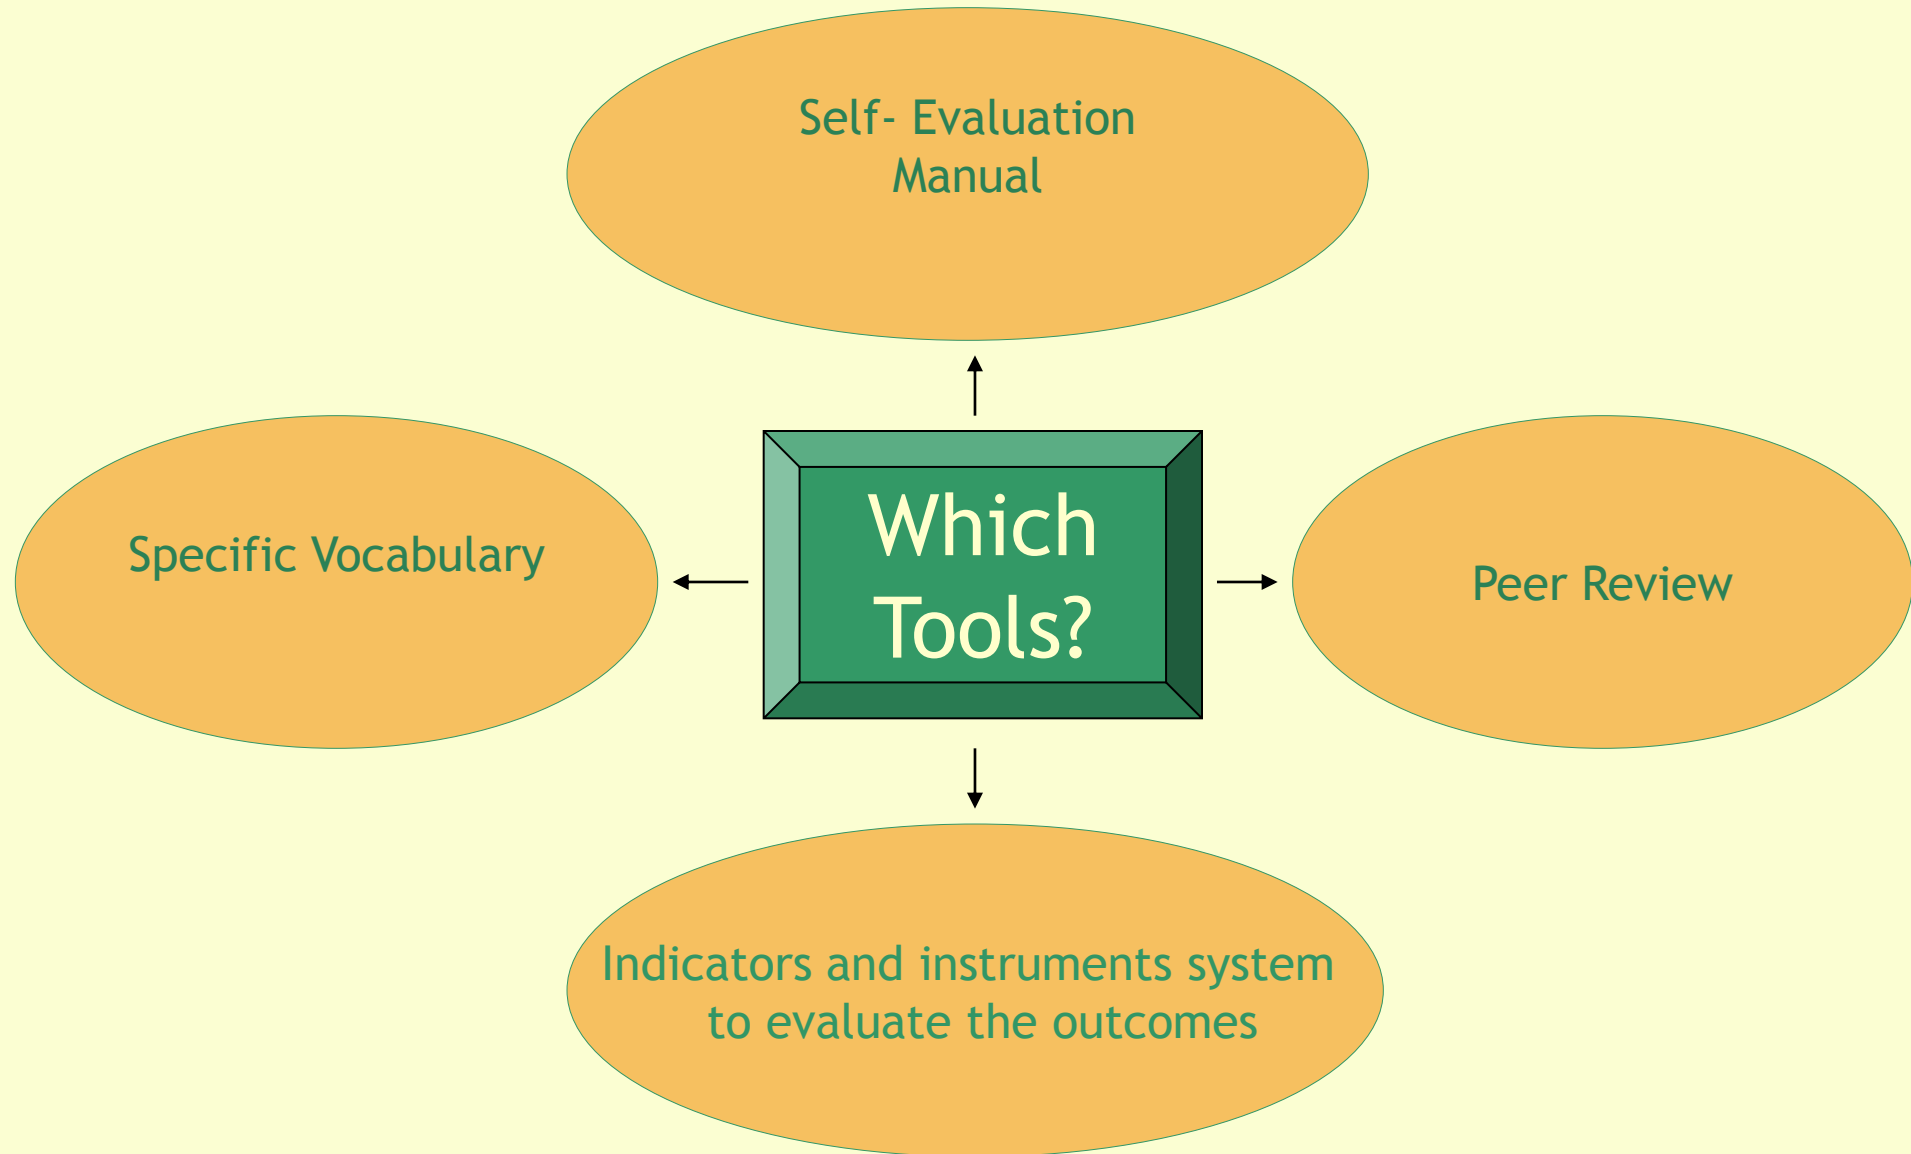 Self- Evaluation
Manual
Specific Vocabulary
Which
Tools?
Peer Review
Indicators and instruments system
to evaluate the outcomes